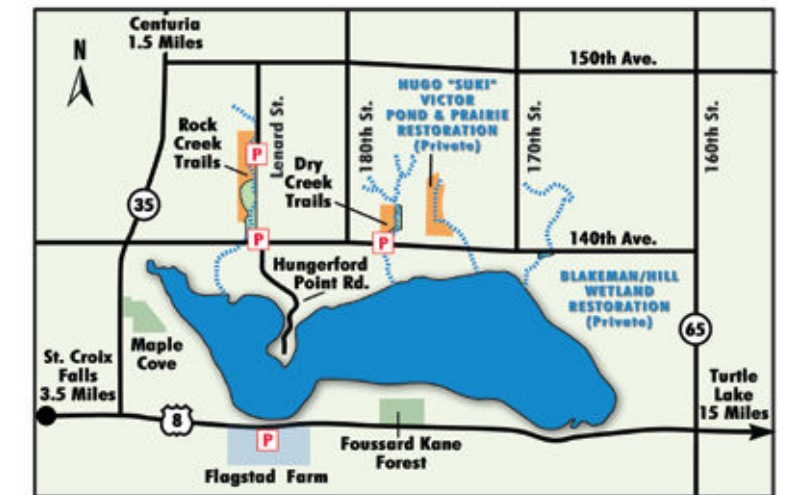 Centuria
1.5 Miles
N
150th Ave.
HUGO "SUKI"
VICTOR
POND & PRAIRIE
RESTORATION
(Private)
Rock
Creek
Trails
P
Lenard St.
Dry
Creek
Trails
180th St.
170th St.
160th St.
35
P
P
140th Ave.
Hungerford
Point Rd.
BLAKEMAN/HILL
WETLAND
RESTORATION
(Private)
65
Maple
Cove
St. Croix
Falls
3.5 Miles
Turtle
Lake
15 Miles
8
P
Foussard Kane
Forest
Flagstad Farm